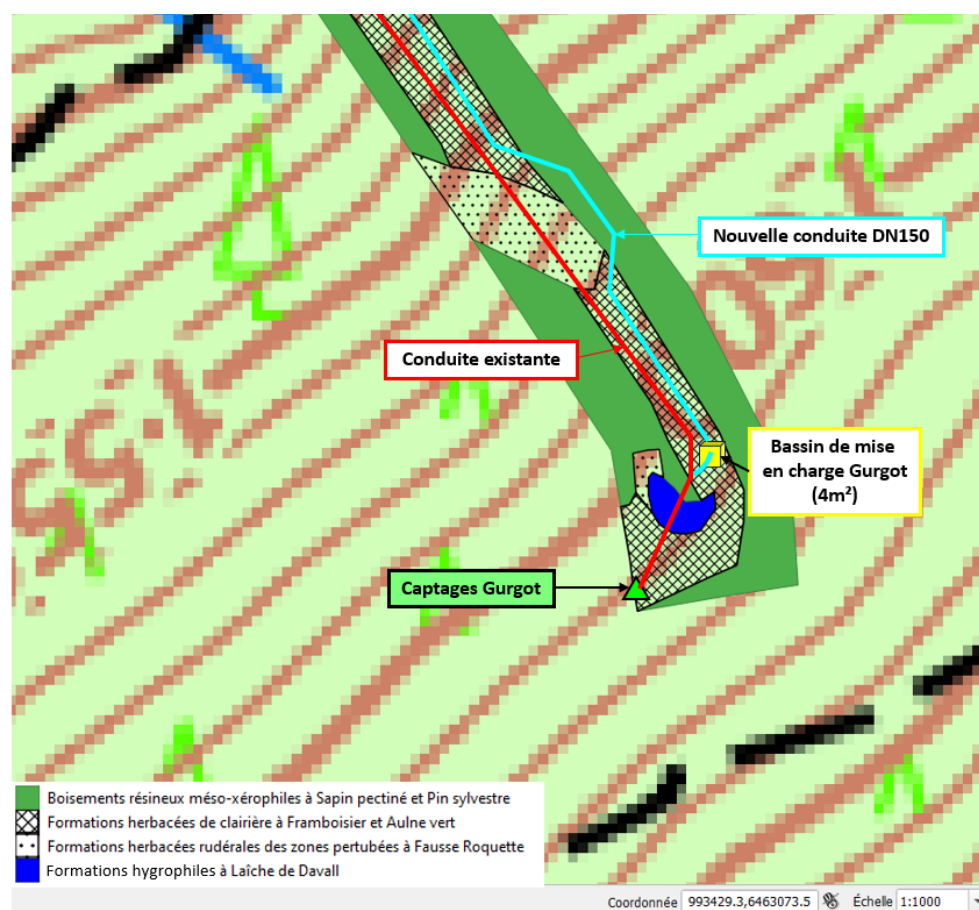 Nouvelle conduite DN150
Conduite existante
Bassin de mise
en charge Gurgot
(4m²)
Captages Gurgot
Boisements résineux méso-xérophiles à Sapin pectiné et Pin sylvestre
Formations herbacées de clairière à Framboisier et Aulne vert
Formations herbacées rudérales des zones pertubées à Fausse Roquette
Formations hygrophiles à Laîche de Davall
Coordonnée 993429.3,6463073.5 Échelle 1:1000